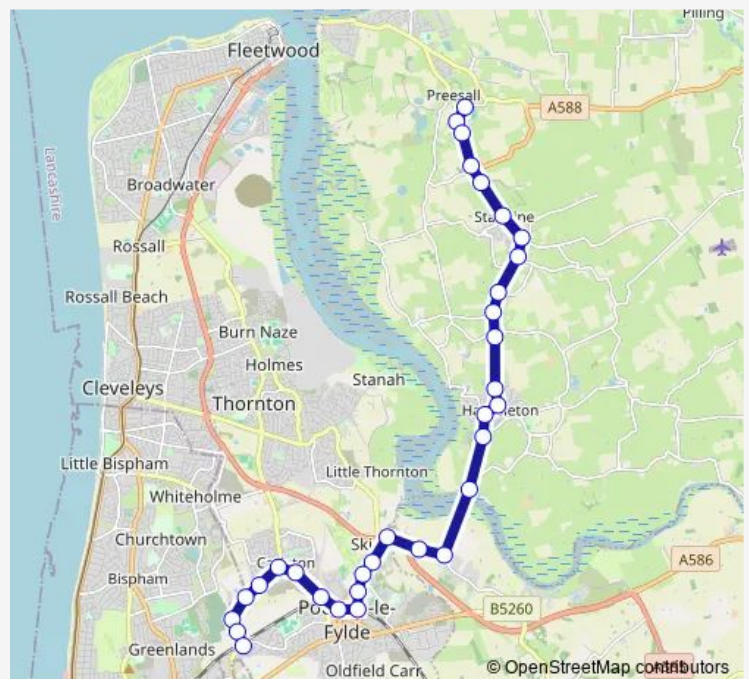 Pilling
Fleetwood
Preesall
A588
Lancashire
Broadwater
Rossall
Rossall Beach
Burn Naze
Holmes
Stanah
Cleveleys
Thornton
Little Bispham
Little Thornton
Whiteholme
Churchtown
Bispham
A586
B5260
le-
Fylde
Greenlands
Oldfield Carr
© OpenStreetMap contributors